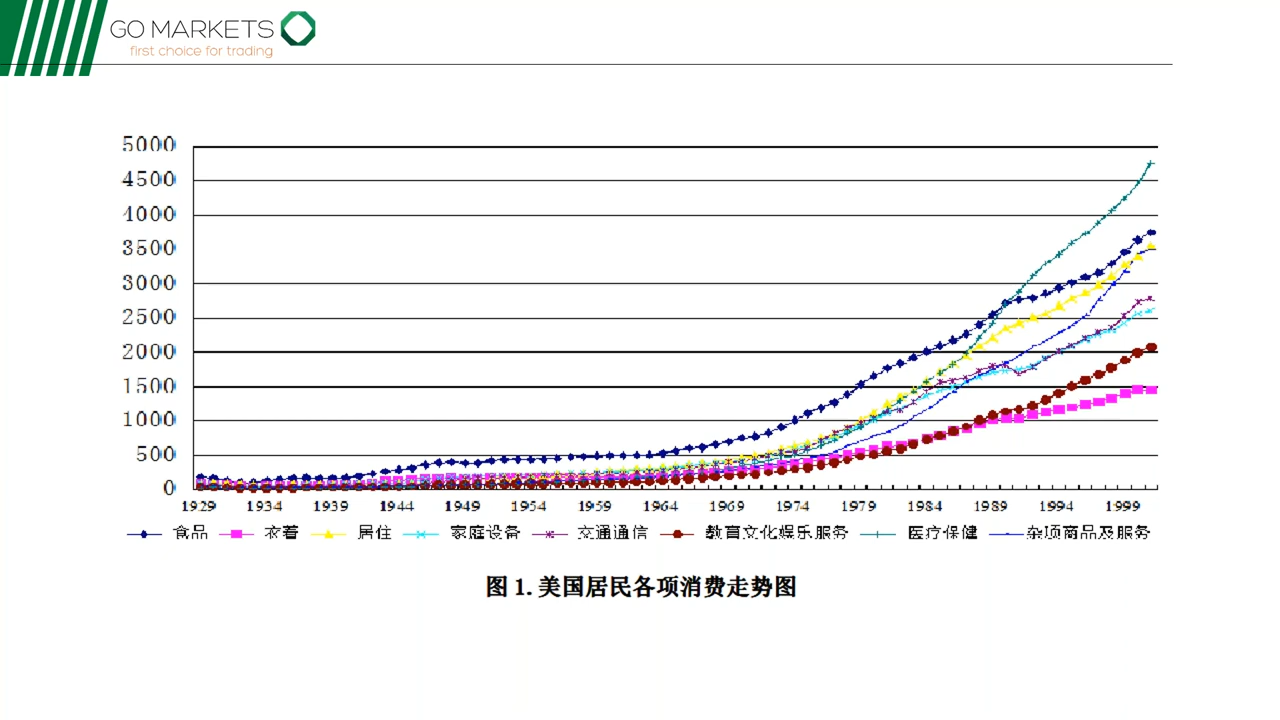 GO MARKETS
first choice for trading
5000
4500
4000
3500
3000
2500
2000
1500
1000
500
0
1929 1934 1939 1944 1949 1954 1959 1964 1969 1974 1979 1984 1989 1994 1999
食品 衣着 居住 家庭设备 交通通信 教育文化娱乐服务 医疗保健 杂项商品及服务
图 1. 美国居民各项消费走势图